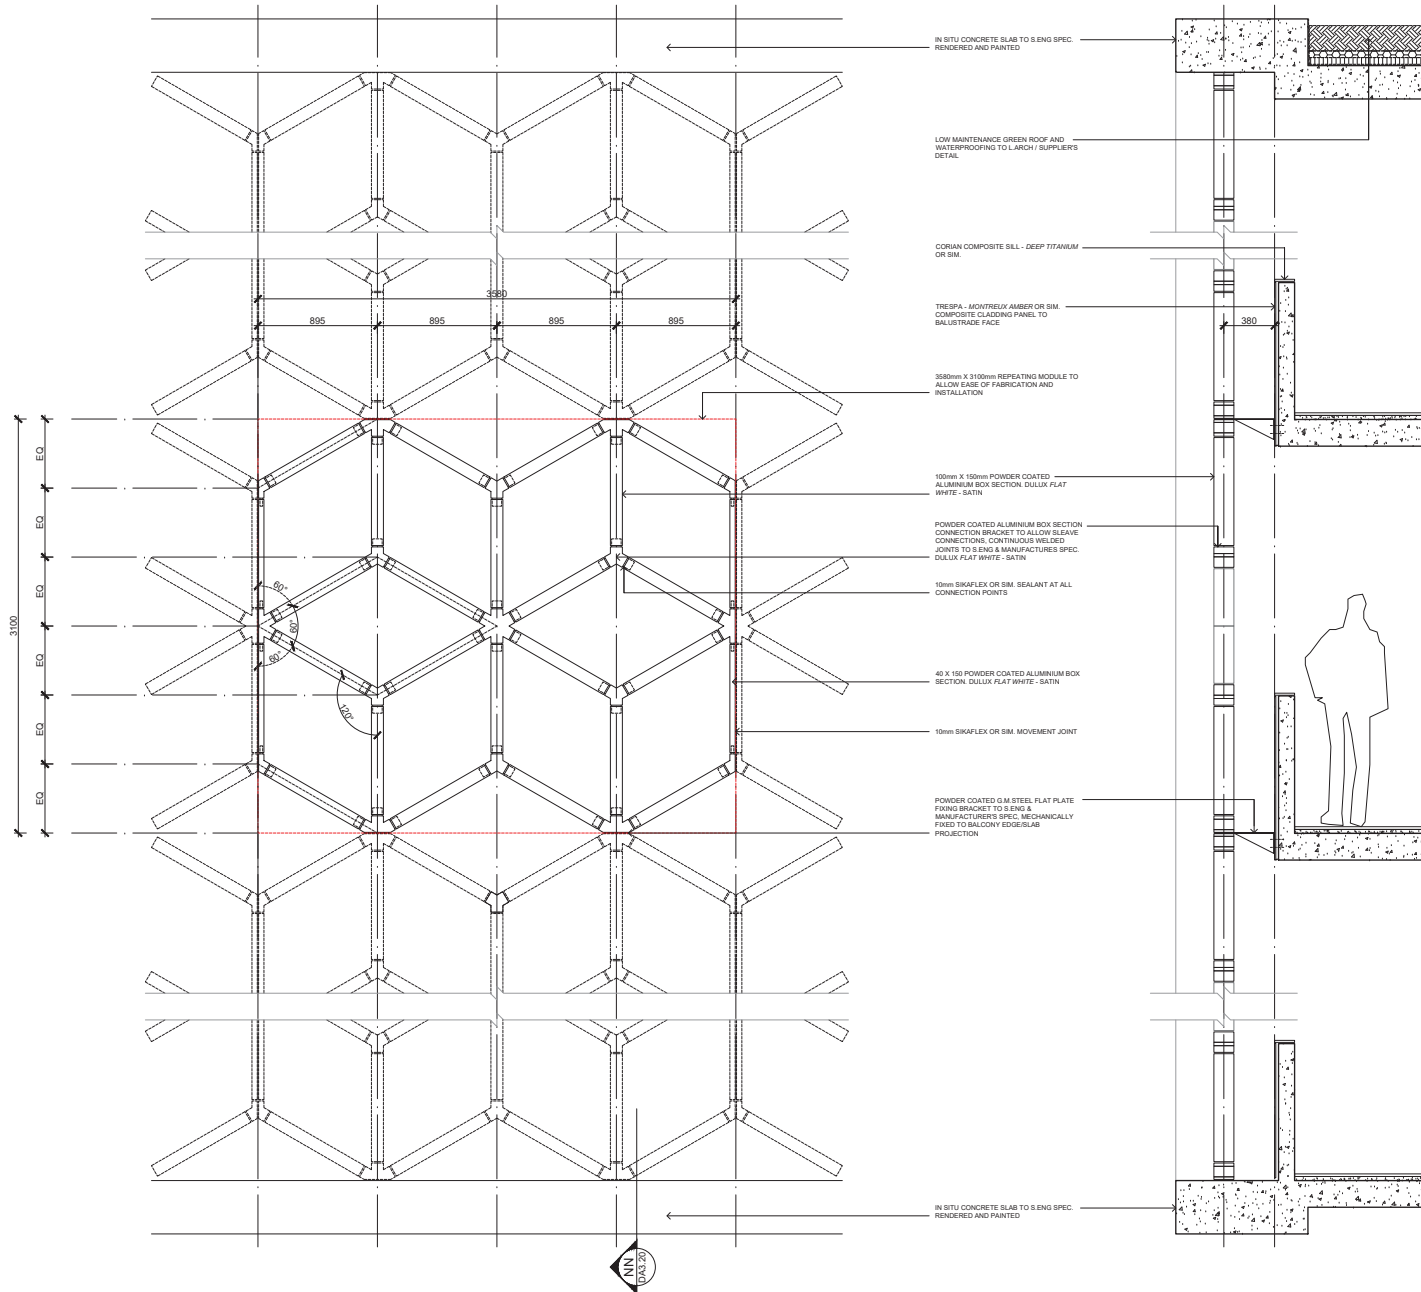 IN SITU CONCRETE SLAB TO S.ENG SPEC.
RENDERED AND PAINTED
LOW MAINTENANCE GREEN ROOF AND
WATERPROOFING TO L.ARCH / SUPPLIER'S
DETAIL
CORIAN COMPOSITE SILL - DEEP TITANIUM
OR SIM.
3580
TRESPA - MONTREUX AMBER OR SIM.
COMPOSITE CLADDING PANEL TO
BALUSTRADE FACE
895
895
895
895
380
3580mm X 3100mm REPEATING MODULE TO
ALLOW EASE OF FABRICATION AND
INSTALLATION
3100
EQ
EQ
EQ
EQ
EQ
EQ
100mm X 150mm POWDER COATED
ALUMINIUM BOX SECTION. DULUX FLAT
WHITE - SATIN
POWDER COATED ALUMINIUM BOX SECTION
CONNECTION BRACKET TO ALLOW SLEAVE
CONNECTIONS, CONTINUOUS WELDED
JOINTS TO S.ENG & MANUFACTURES SPEC.
DULUX FLAT WHITE - SATIN
10mm SIKAFLEX OR SIM. SEALANT AT ALL
CONNECTION POINTS
60°
60°
60°
120°
40 X 150 POWDER COATED ALUMINIUM BOX
SECTION. DULUX FLAT WHITE - SATIN
10mm SIKAFLEX OR SIM. MOVEMENT JOINT
POWDER COATED G.M.STEEL FLAT PLATE
FIXING BRACKET TO S.ENG &
MANUFACTURER'S SPEC, MECHANICALLY
FIXED TO BALCONY EDGE/SLAB
PROJECTION
IN SITU CONCRETE SLAB TO S.ENG SPEC.
RENDERED AND PAINTED
NN
DA3.20